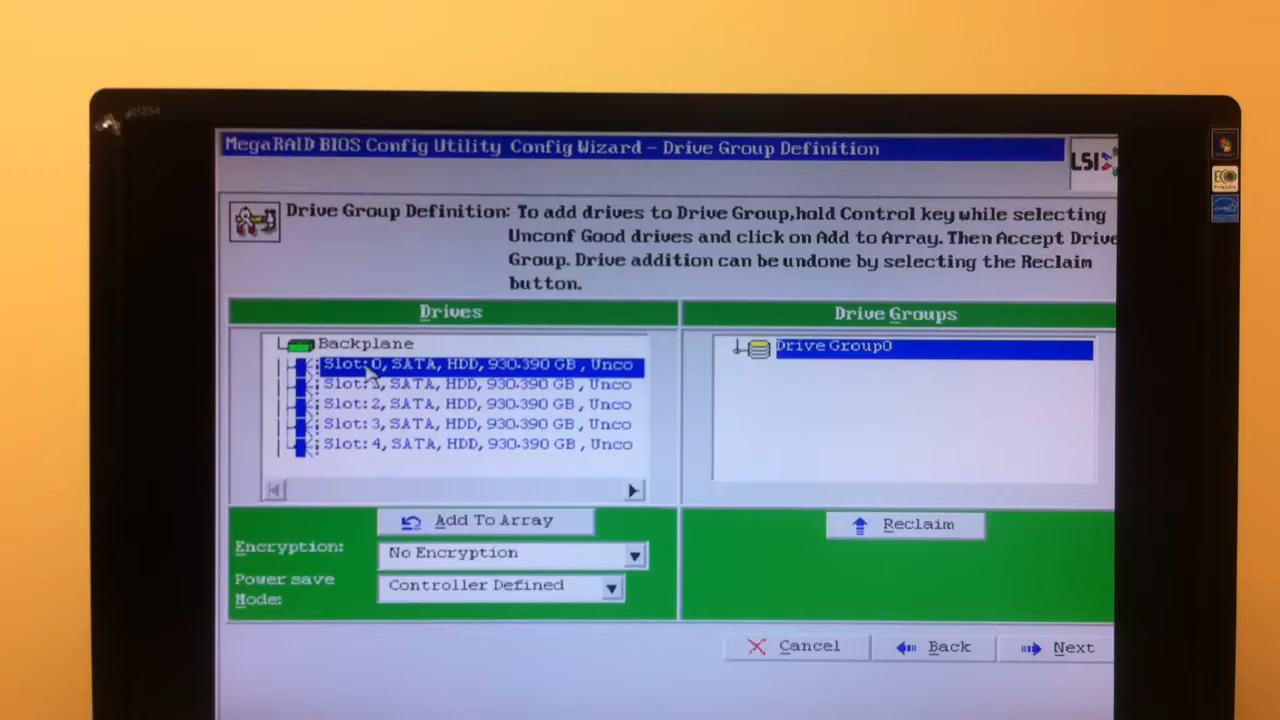 MegaRAID BIOS Config Utility Config Wizard - Drive Group Definition
LSI
Drive Group Definition: To add drives to Drive Group,hold Control key while selecting
Unconf Good drives and click on Add to Array. Then Accept Drive
Group. Drive addition can be undone by selecting the Reclaim
button.
Drives
Drive Groups
Backplane
Slot: 0, SATA, HDD, 930.390 GB , Unco
Slot: 1, SATA, HDD, 930.390 GB , Unco
Slot: 2, SATA, HDD, 930.390 GB , Unco
Slot: 3, SATA, HDD, 930.390 GB , Unco
Slot: 4, SATA, HDD, 930.390 GB , Unco
Drive Group0
Add To Array
Reclaim
Encryption:
No Encryption
Power save
Mode:
Controller Defined
Cancel
Back
Next